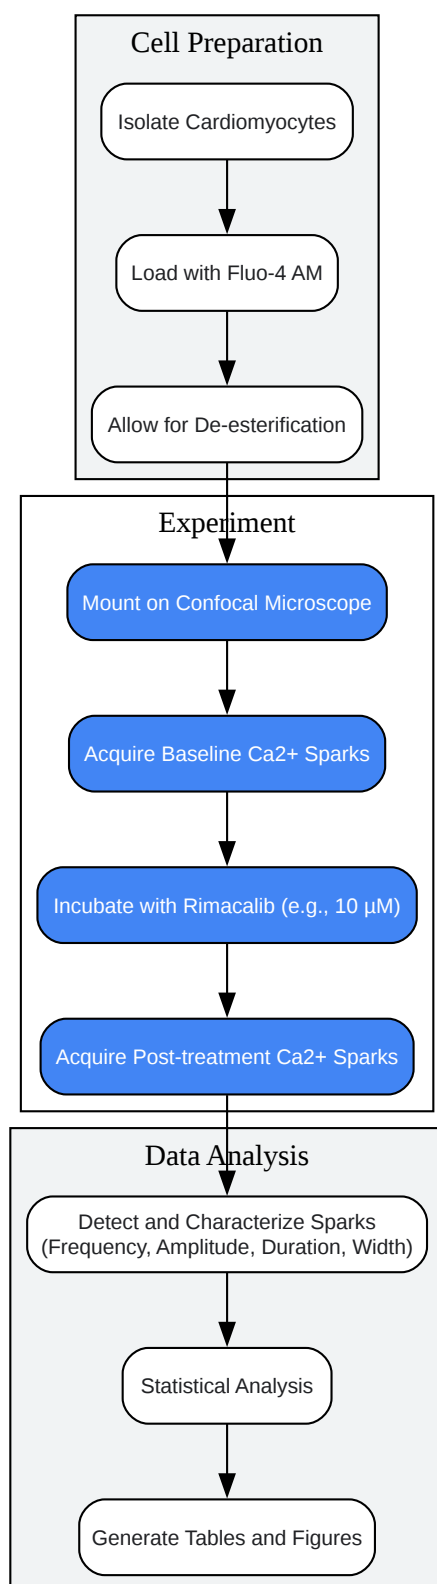 Cell Preparation
Isolate Cardiomyocytes
Load with Fluo-4 AM
Allow for De-esterification
Experiment
Mount on Confocal Microscope
Acquire Baseline Ca2+ Sparks
Incubate with Rimacalib (e.g., 10 µM)
Acquire Post-treatment Ca2+ Sparks
Data Analysis
Detect and Characterize Sparks
(Frequency, Amplitude, Duration, Width)
Statistical Analysis
Generate Tables and Figures